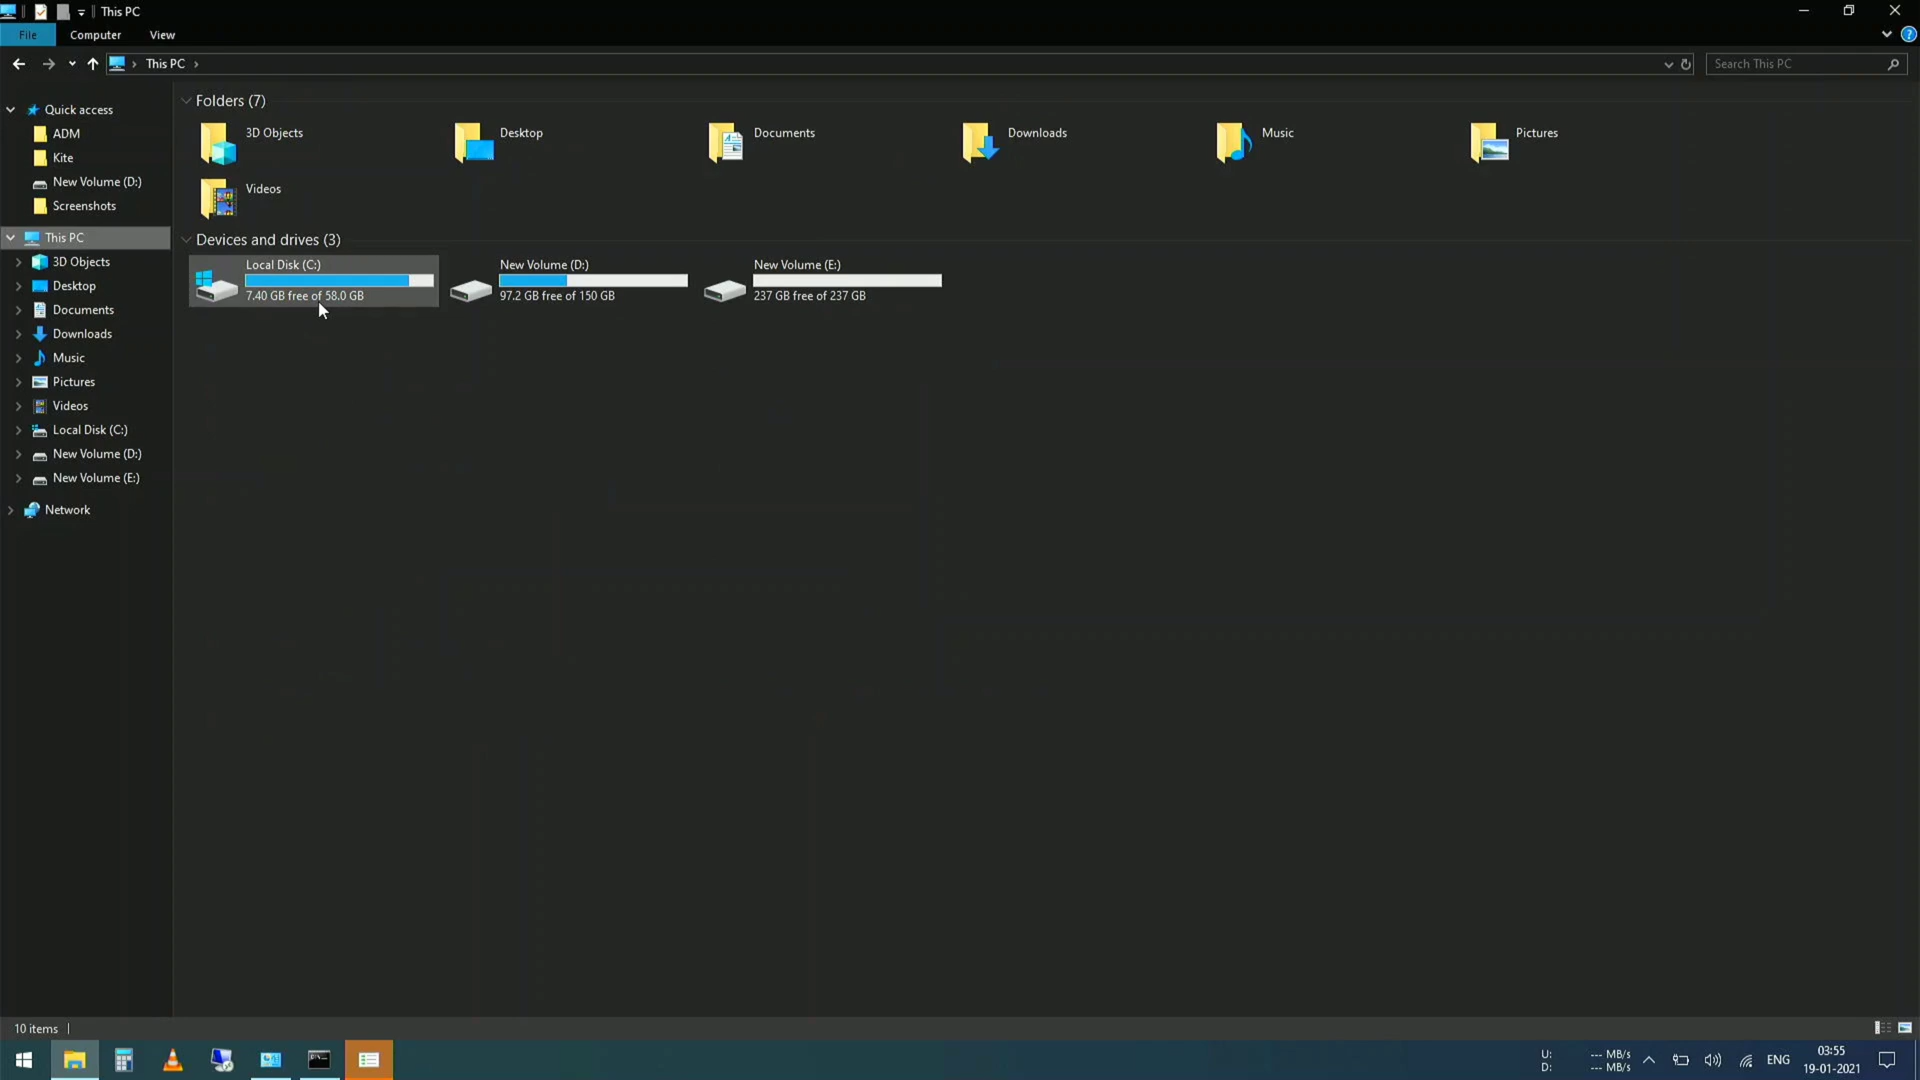 This PC
File
Computer
View
This PC
Search This PC
Quick access
ADM
Kite
New Volume (D:)
Screenshots
This PC
3D Objects
Desktop
Documents
Downloads
Music
Pictures
Videos
Local Disk (C:)
New Volume (D:)
New Volume (E:)
Network
Folders (7)
3D Objects
Desktop
Documents
Downloads
Music
Pictures
Videos
Devices and drives (3)
Local Disk (C:)
7.40 GB free of 58.0 GB
New Volume (D:)
97.2 GB free of 150 GB
New Volume (E:)
237 GB free of 237 GB
10 items
U: --- MB/s
D: --- MB/s
ENG
03:55
19-01-2021